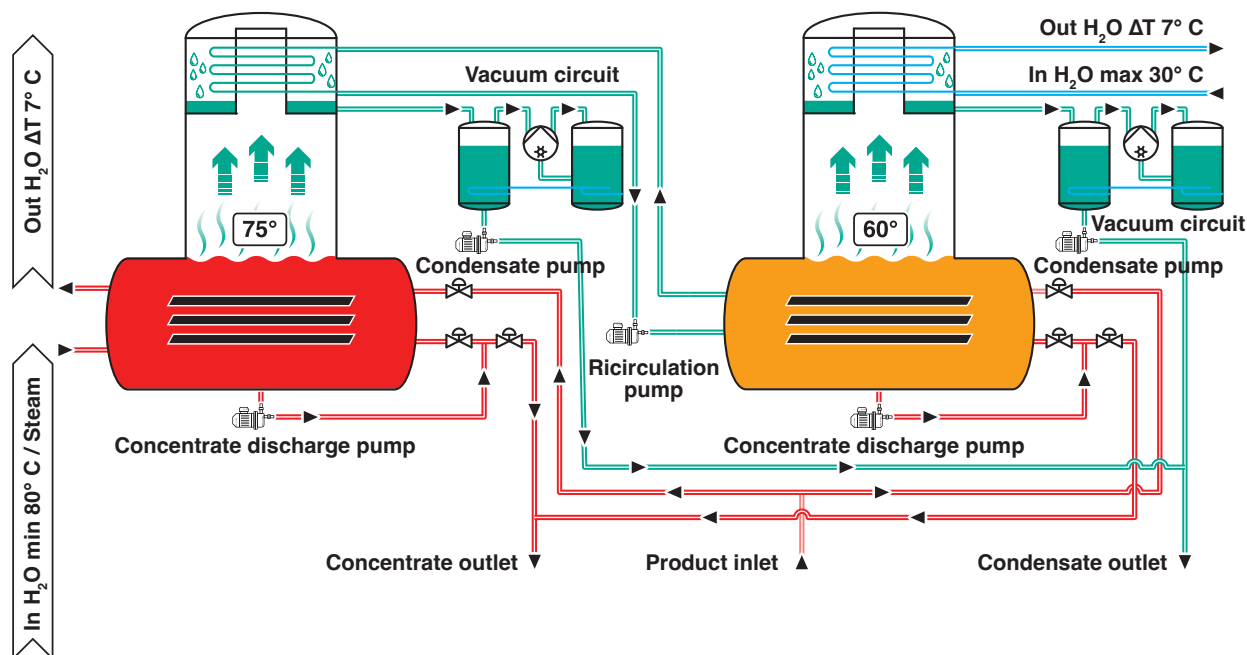 Out H₂O ΔT 7° C
In H₂O min 80° C / Steam
75°
Vacuum circuit
Condensate pump
Concentrate discharge pump
Ricirculation
pump
60°
Out H₂O ΔT 7° C
In H₂O max 30° C
Vacuum circuit
Condensate pump
Concentrate discharge pump
Concentrate outlet
Product inlet
Condensate outlet